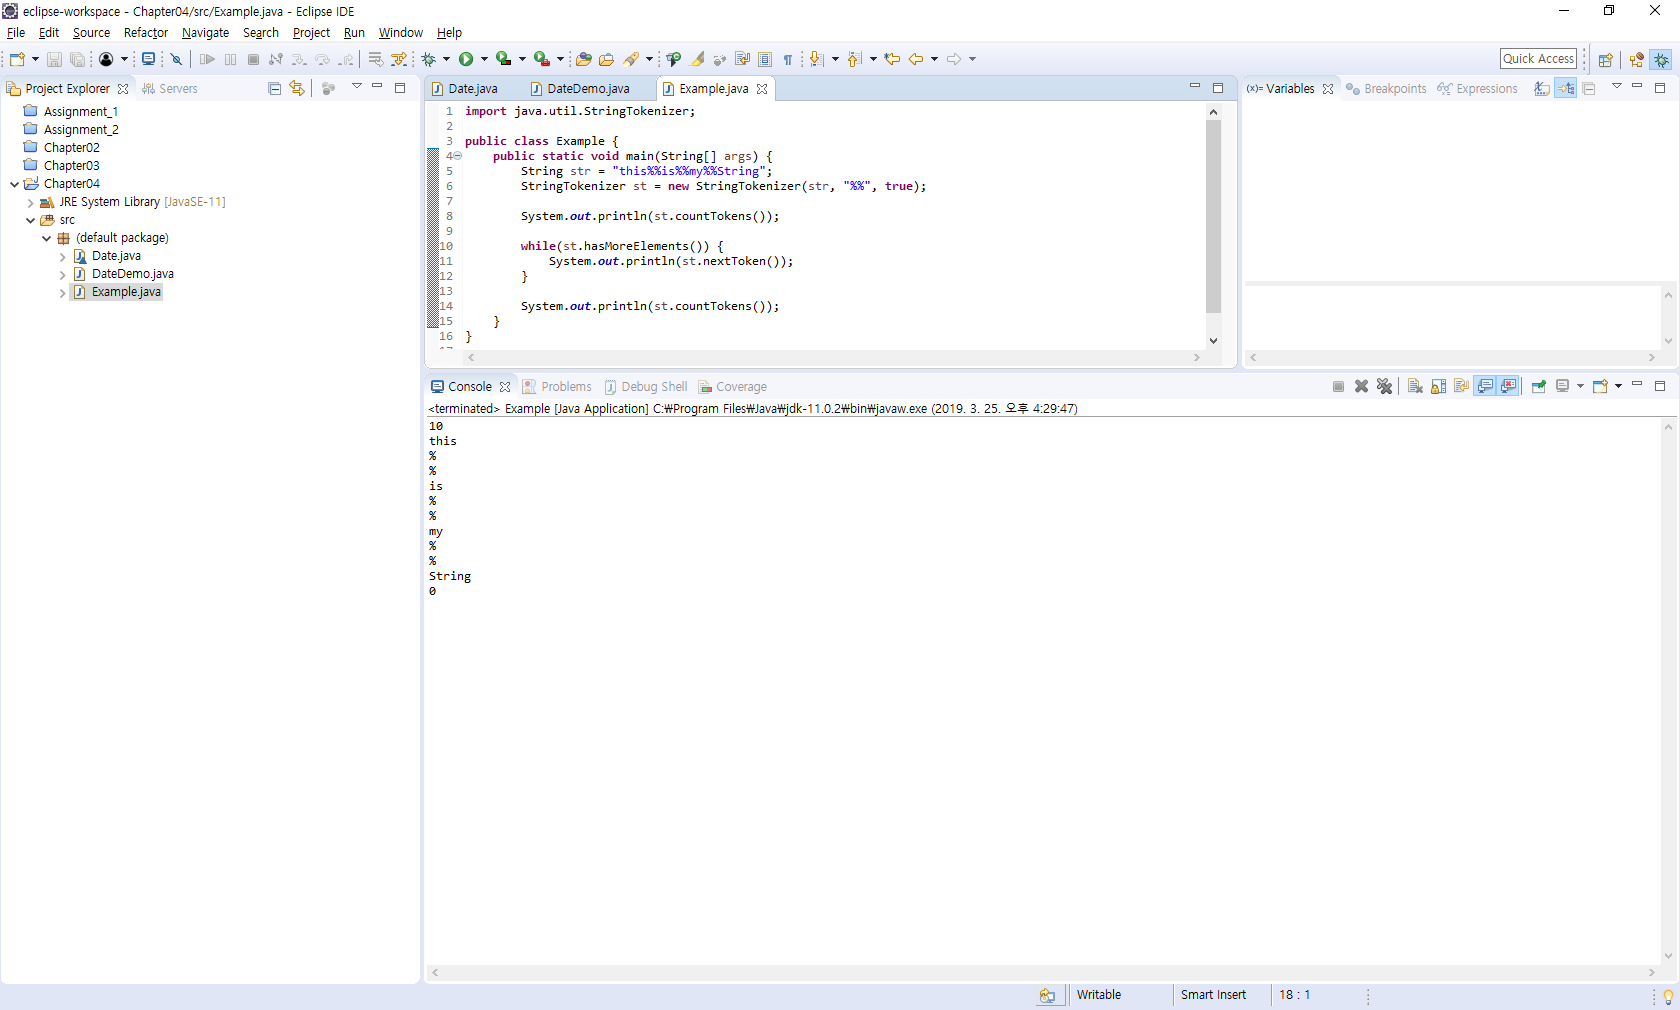 eclipse-workspace - Chapter04/src/Example.java - Eclipse IDE
File Edit Source Refactor Navigate Search Project Run Window Help
Quick Access
Project Explorer Servers
Assignment_1
Assignment_2
Chapter02
Chapter03
Chapter04
JRE System Library [JavaSE-11]
src
(default package)
Date.java
DateDemo.java
Example.java
Date.java DateDemo.java Example.java
1 import java.util.StringTokenizer;
2
3 public class Example {
4 public static void main(String[] args) {
5 String str = "this%%is%%my%%String";
6 StringTokenizer st = new StringTokenizer(str, "%%", true);
7
8 System.out.println(st.countTokens());
9
10 while(st.hasMoreElements()) {
11 System.out.println(st.nextToken());
12 }
13
14 System.out.println(st.countTokens());
15 }
16 }
(x)= Variables Breakpoints Expressions
Console Problems Debug Shell Coverage
<terminated> Example [Java Application] C:₩Program Files₩Java₩jdk-11.0.2₩bin₩javaw.exe (2019. 3. 25. 오후 4:29:47)
10
this
%
%
is
%
%
my
%
%
String
0
Writable Smart Insert 18 : 1